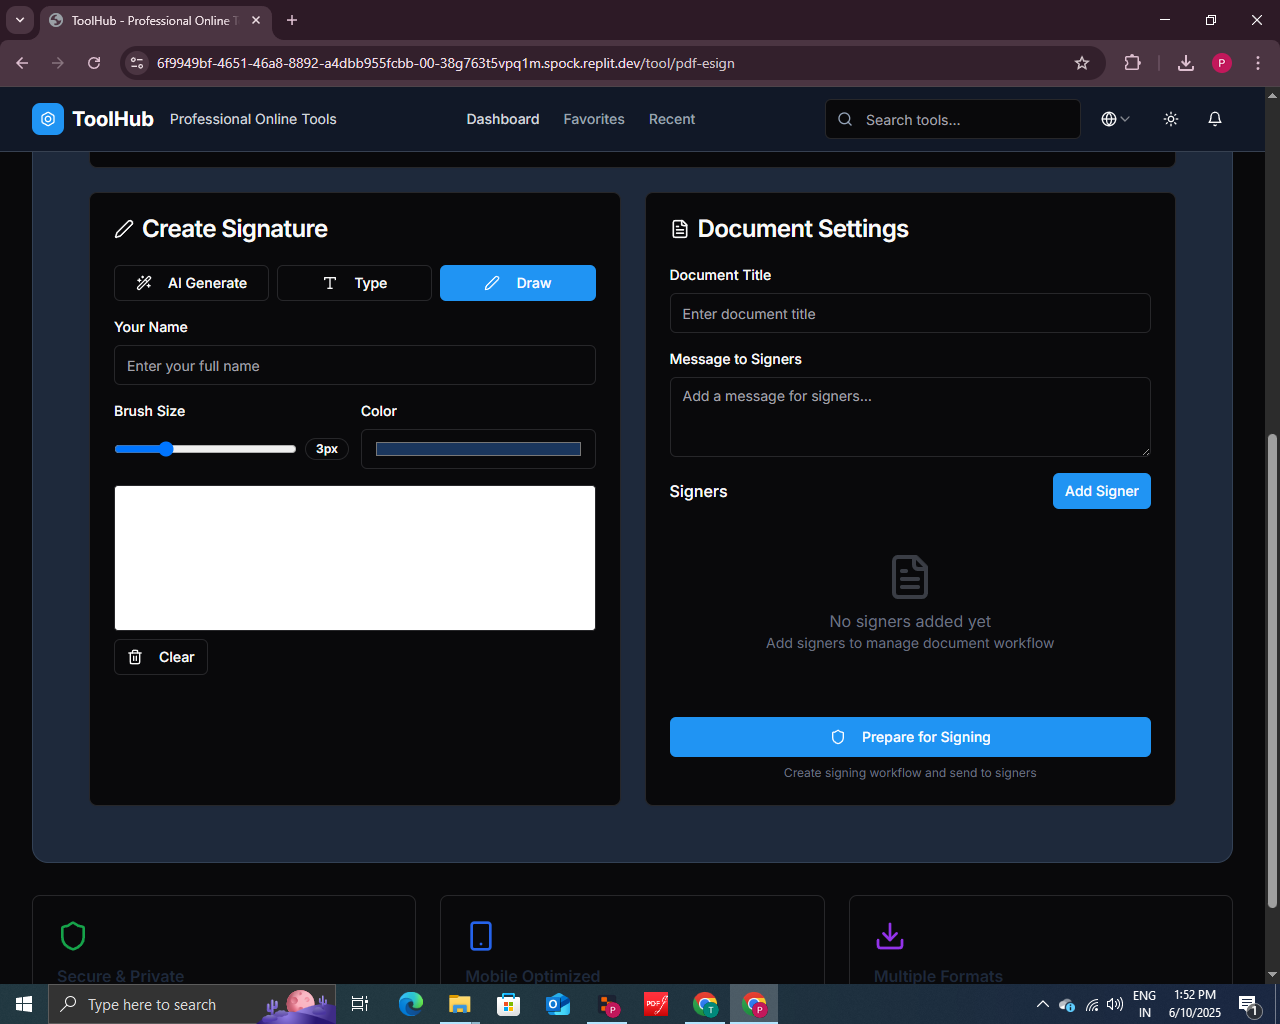 ToolHub - Professional Online T
6f9949bf-4651-46a8-8892-a4dbb955fcbb-00-38g763t5vpq1m.spock.replit.dev/tool/pdf-esign
P
ToolHub
Professional Online Tools
Dashboard
Favorites
Recent
Search tools...
Create Signature
AI Generate
Type
Draw
Your Name
Enter your full name
Brush Size
Color
3px
Clear
Document Settings
Document Title
Enter document title
Message to Signers
Add a message for signers...
Signers
Add Signer
No signers added yet
Add signers to manage document workflow
Prepare for Signing
Create signing workflow and send to signers
Secure & Private
Mobile Optimized
Multiple Formats
Type here to search
P
PDF
T
P
ENG
IN
1:52 PM
6/10/2025
1